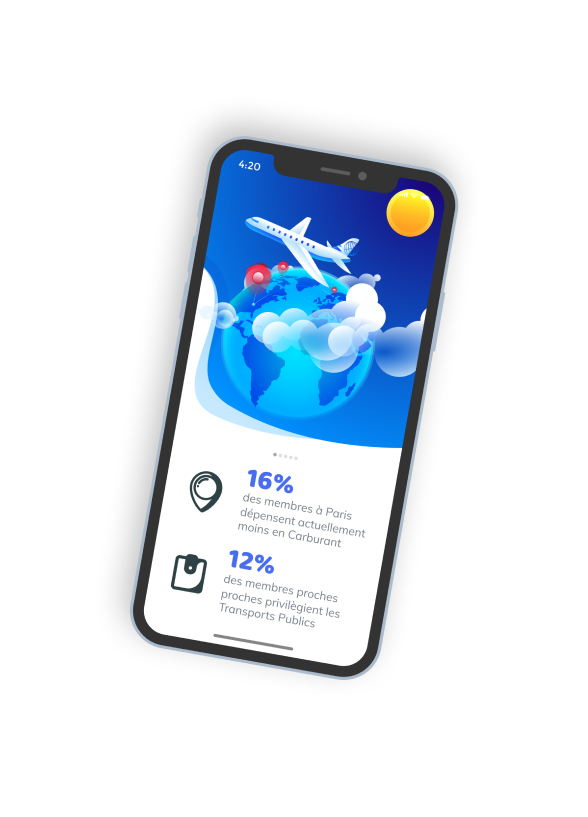 4:20
16%
des membres à Paris
dépensent actuellement
moins en Carburant
12%
des membres proches
proches privilègient les
Transports Publics